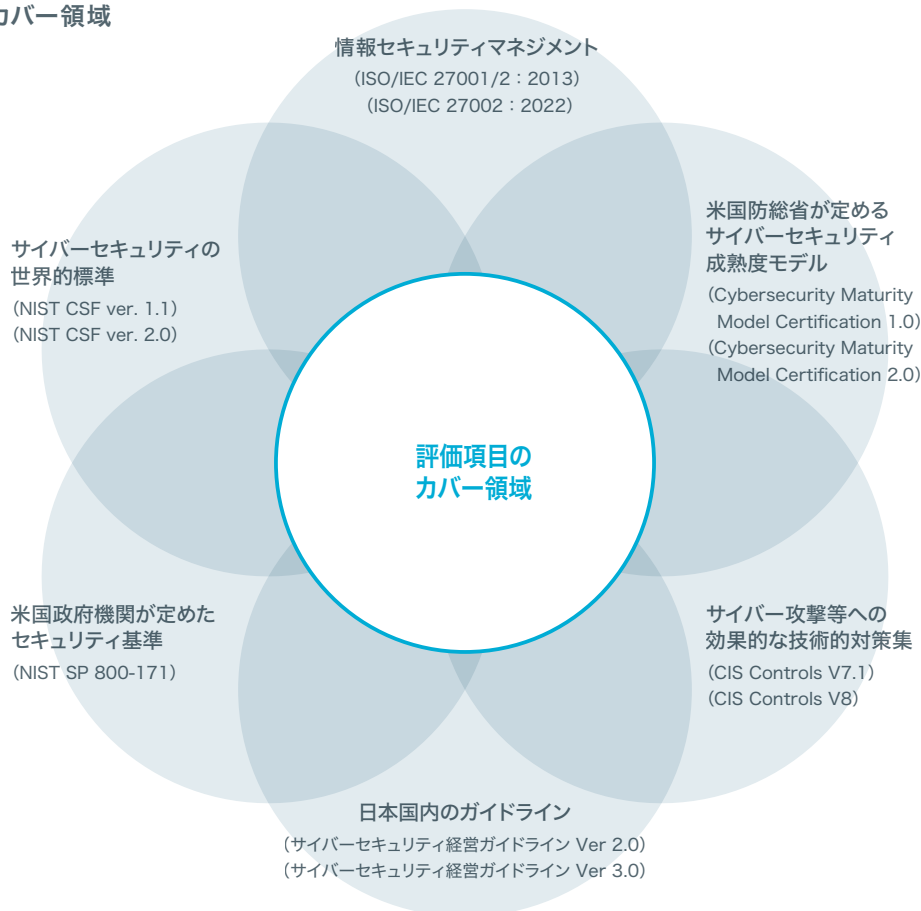 カバー領域
情報セキュリティマネジメント
（ISO/IEC 27001/2：2013）
（ISO/IEC 27002：2022）
米国防総省が定める
サイバーセキュリティ
成熟度モデル
（Cybersecurity Maturity
Model Certification 1.0）
（Cybersecurity Maturity
Model Certification 2.0）
サイバーセキュリティの
世界的標準
（NIST CSF ver. 1.1）
（NIST CSF ver. 2.0）
評価項目の
カバー領域
米国政府機関が定めた
セキュリティ基準
（NIST SP 800-171）
サイバー攻撃等への
効果的な技術的対策集
（CIS Controls V7.1）
（CIS Controls V8）
日本国内のガイドライン
（サイバーセキュリティ経営ガイドライン Ver 2.0）
（サイバーセキュリティ経営ガイドライン Ver 3.0）